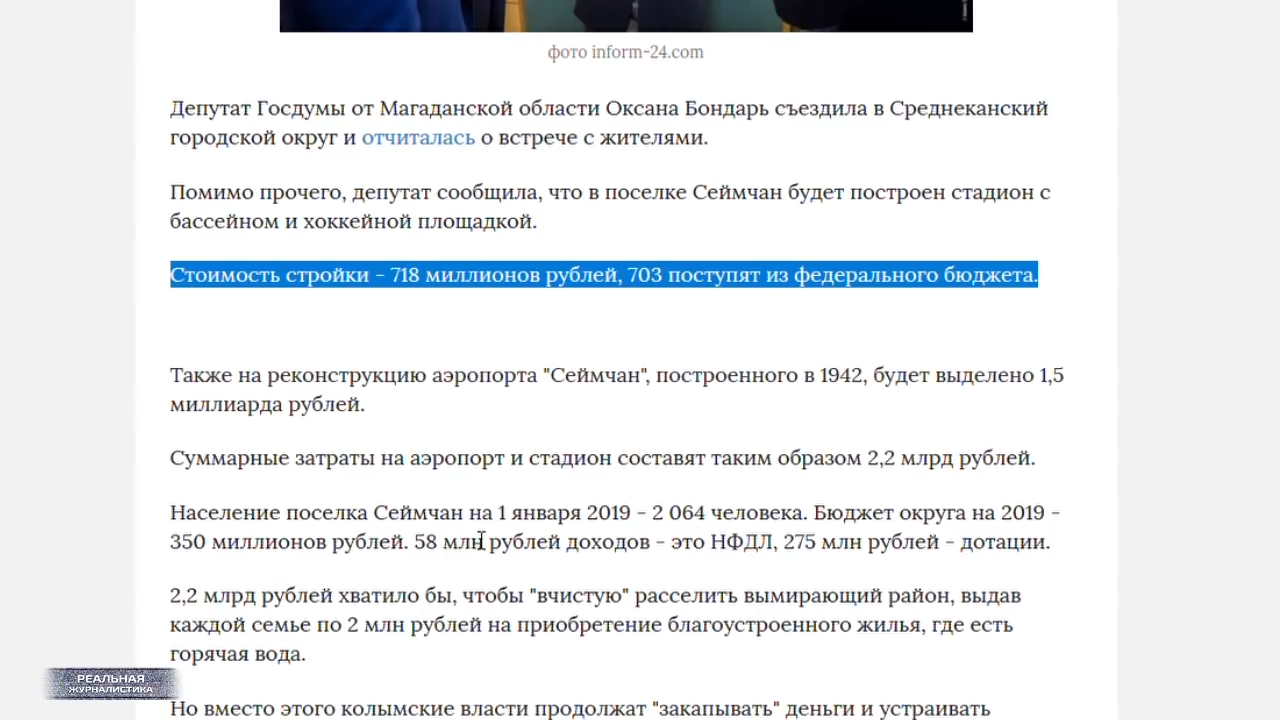 фото inform-24.com
Депутат Госдумы от Магаданской области Оксана Бондарь съездила в Среднеканский
городской округ и отчиталась о встрече с жителями.
Помимо прочего, депутат сообщила, что в поселке Сеймчан будет построен стадион с
бассейном и хоккейной площадкой.
Стоимость стройки - 718 миллионов рублей, 703 поступят из федерального бюджета.
Также на реконструкцию аэропорта "Сеймчан", построенного в 1942, будет выделено 1,5
миллиарда рублей.
Суммарные затраты на аэропорт и стадион составят таким образом 2,2 млрд рублей.
Население поселка Сеймчан на 1 января 2019 - 2 064 человека. Бюджет округа на 2019 -
350 миллионов рублей. 58 млн рублей доходов - это НФДЛ, 275 млн рублей - дотации.
2,2 млрд рублей хватило бы, чтобы "вчистую" расселить вымирающий район, выдав
каждой семье по 2 млн рублей на приобретение благоустроенного жилья, где есть
горячая вода.
РЕАЛЬНАЯ
ЖУРНАЛИСТИКА
Но вместо этого колымские власти продолжат "закапывать" деньги и устраивать